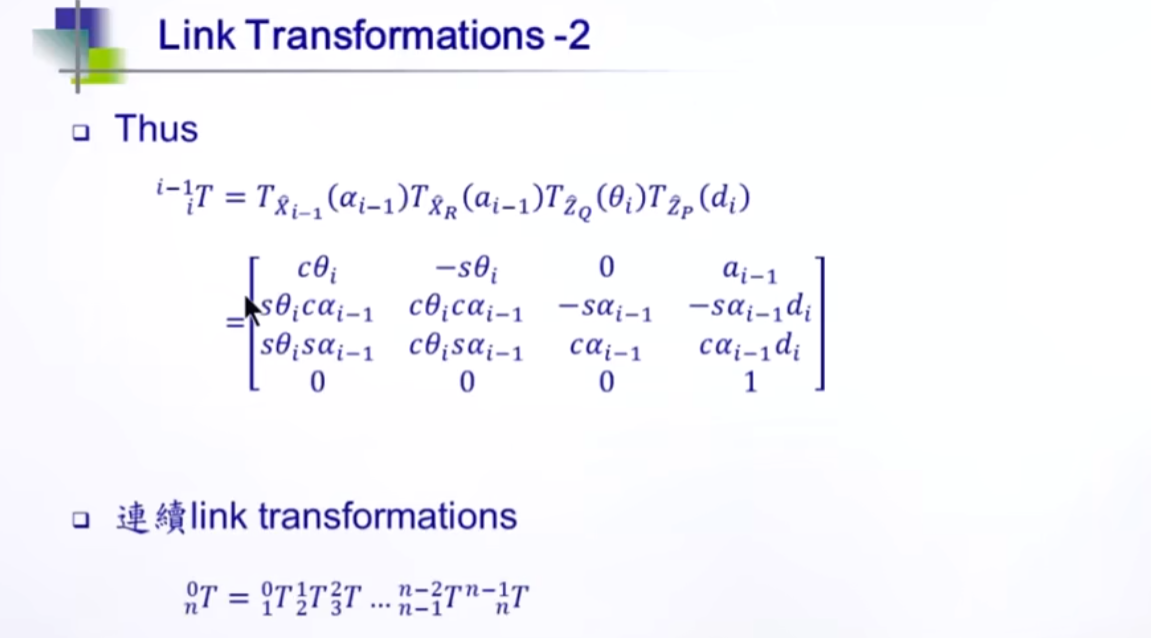 Link Transformations -2
Thus
$^{i-1}_{i}T = T_{\hat{X}_{i-1}}(\alpha_{i-1})T_{\hat{X}_R}(a_{i-1})T_{\hat{Z}_Q}(\theta_i)T_{\hat{Z}_P}(d_i)$
$= \begin{bmatrix} c\theta_i & -s\theta_i & 0 & a_{i-1} \\ s\theta_i c\alpha_{i-1} & c\theta_i c\alpha_{i-1} & -s\alpha_{i-1} & -s\alpha_{i-1}d_i \\ s\theta_i s\alpha_{i-1} & c\theta_i s\alpha_{i-1} & c\alpha_{i-1} & c\alpha_{i-1}d_i \\ 0 & 0 & 0 & 1 \end{bmatrix}$
連續link transformations
$^{0}_{n}T = {}^{0}_{1}T\,{}^{1}_{2}T\,{}^{2}_{3}T \ldots {}^{n-2}_{n-1}T\,{}^{n-1}_{n}T$